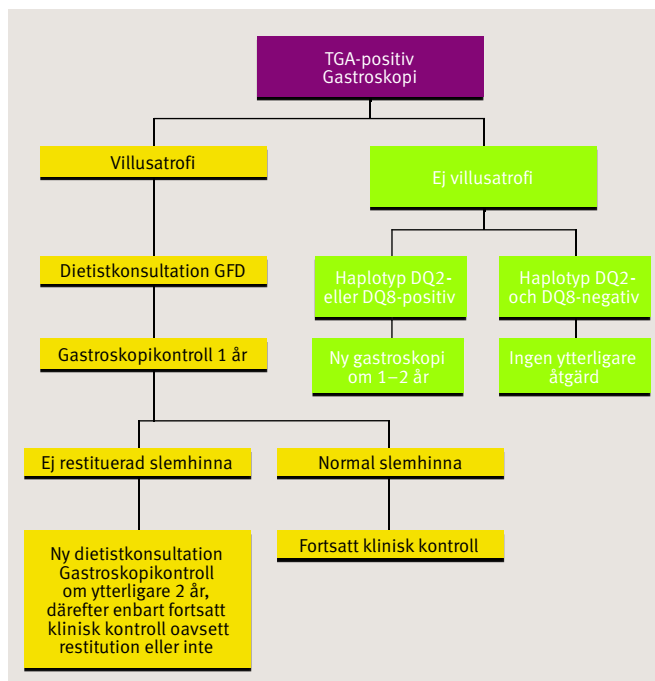 TGA-positiv
Gastroskopi
Villusatrofi
Ej villusatrofi
Dietistkonsultation GFD
Haplotyp DQ2-
eller DQ8-positiv
Haplotyp DQ2-
och DQ8-negativ
Gastroskopikontroll 1 år
Ny gastroskopi
om 1–2 år
Ingen ytterligare
åtgärd
Ej restituerad slemhinna
Normal slemhinna
Ny dietistkonsultation
Gastroskopikontroll
om ytterligare 2 år,
därefter enbart fortsatt
klinisk kontroll oavsett
restitution eller inte
Fortsatt klinisk kontroll